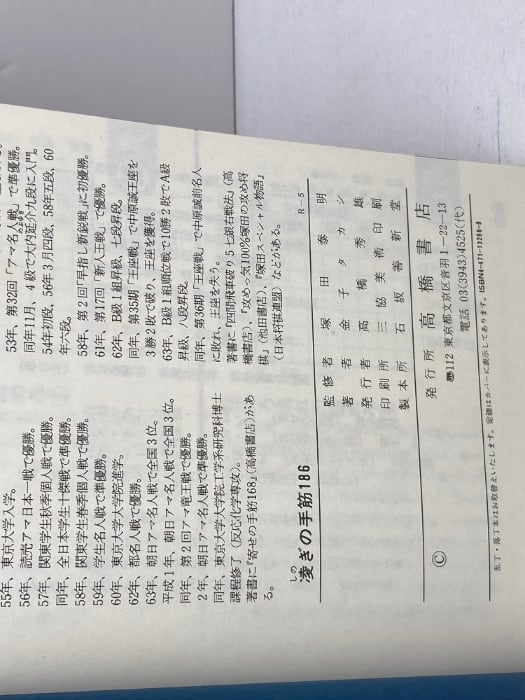 55年、東京大学入学。
56年、読売アマ日本一戦で優勝。
57年、関東学生秋季個人戦で優勝。
同年、全日本学生十傑戦で準優勝。
58年、関東学生春季個人戦で優勝。
59年、学生名人戦で準優勝。
60年、東京大学大学院進学。
62年、都名人戦で優勝。
63年、朝日アマ名人戦で全国3位。
平成1年、朝日アマ名人戦で全国3位。
同年、第2回アマ竜王戦で優勝。
2年、朝日アマ名人戦で準優勝。
同年、東京大学大学院工学系研究科博士
課程修了(反応化学専攻)。
著書に『寄せの手筋168』(高橋書店)があ
る。
53年、第32回「アマ名人戦」で準優勝。
同年11月、4級で大内延介九段に入門。
54年初段、56年3月四段、58年五段、60
年六段。
58年、第2回「早指し新鋭戦」に初優勝。
61年、第17回「新人王戦」で優勝。
62年、B級1組昇級、七段昇段。
同年、第35期「王座戦」で中原誠王座を
3勝2敗で破り、王座を獲得。
63年、B級1組順位戦で10勝2敗でA級
昇級、八段昇段。
同年、第36期「王座戦」で中原誠前名人
に敗れ、王座を失う。
著書に『四間飛車破り5七銀右戦法』(高
橋書店)、『攻めっ気100%塚田の攻め将
棋』(池田書店)、『塚田スペシャル物語』
(日本将棋連盟)などがある。
しの
凌ぎの手筋186
R-5
監修者 塚田泰明
著者 金子タカシ
発行者 高橋秀雄
印刷所 三協美術印刷
製本所 石坂善新堂
発行所 高橋書店
〠112 東京都文京区音羽1-22-13
電話 03(3943)4525(代)
Ⓒ
乱丁・落丁本はお取替えいたします。定価はカバーに表示してあります。